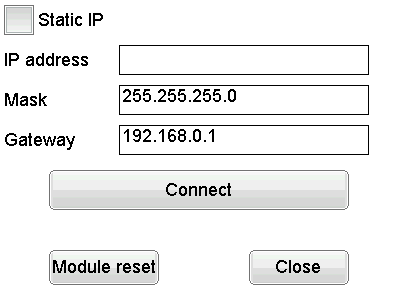 Static IP
IP address
Mask 255.255.255.0
Gateway 192.168.0.1
Connect
Module reset Close